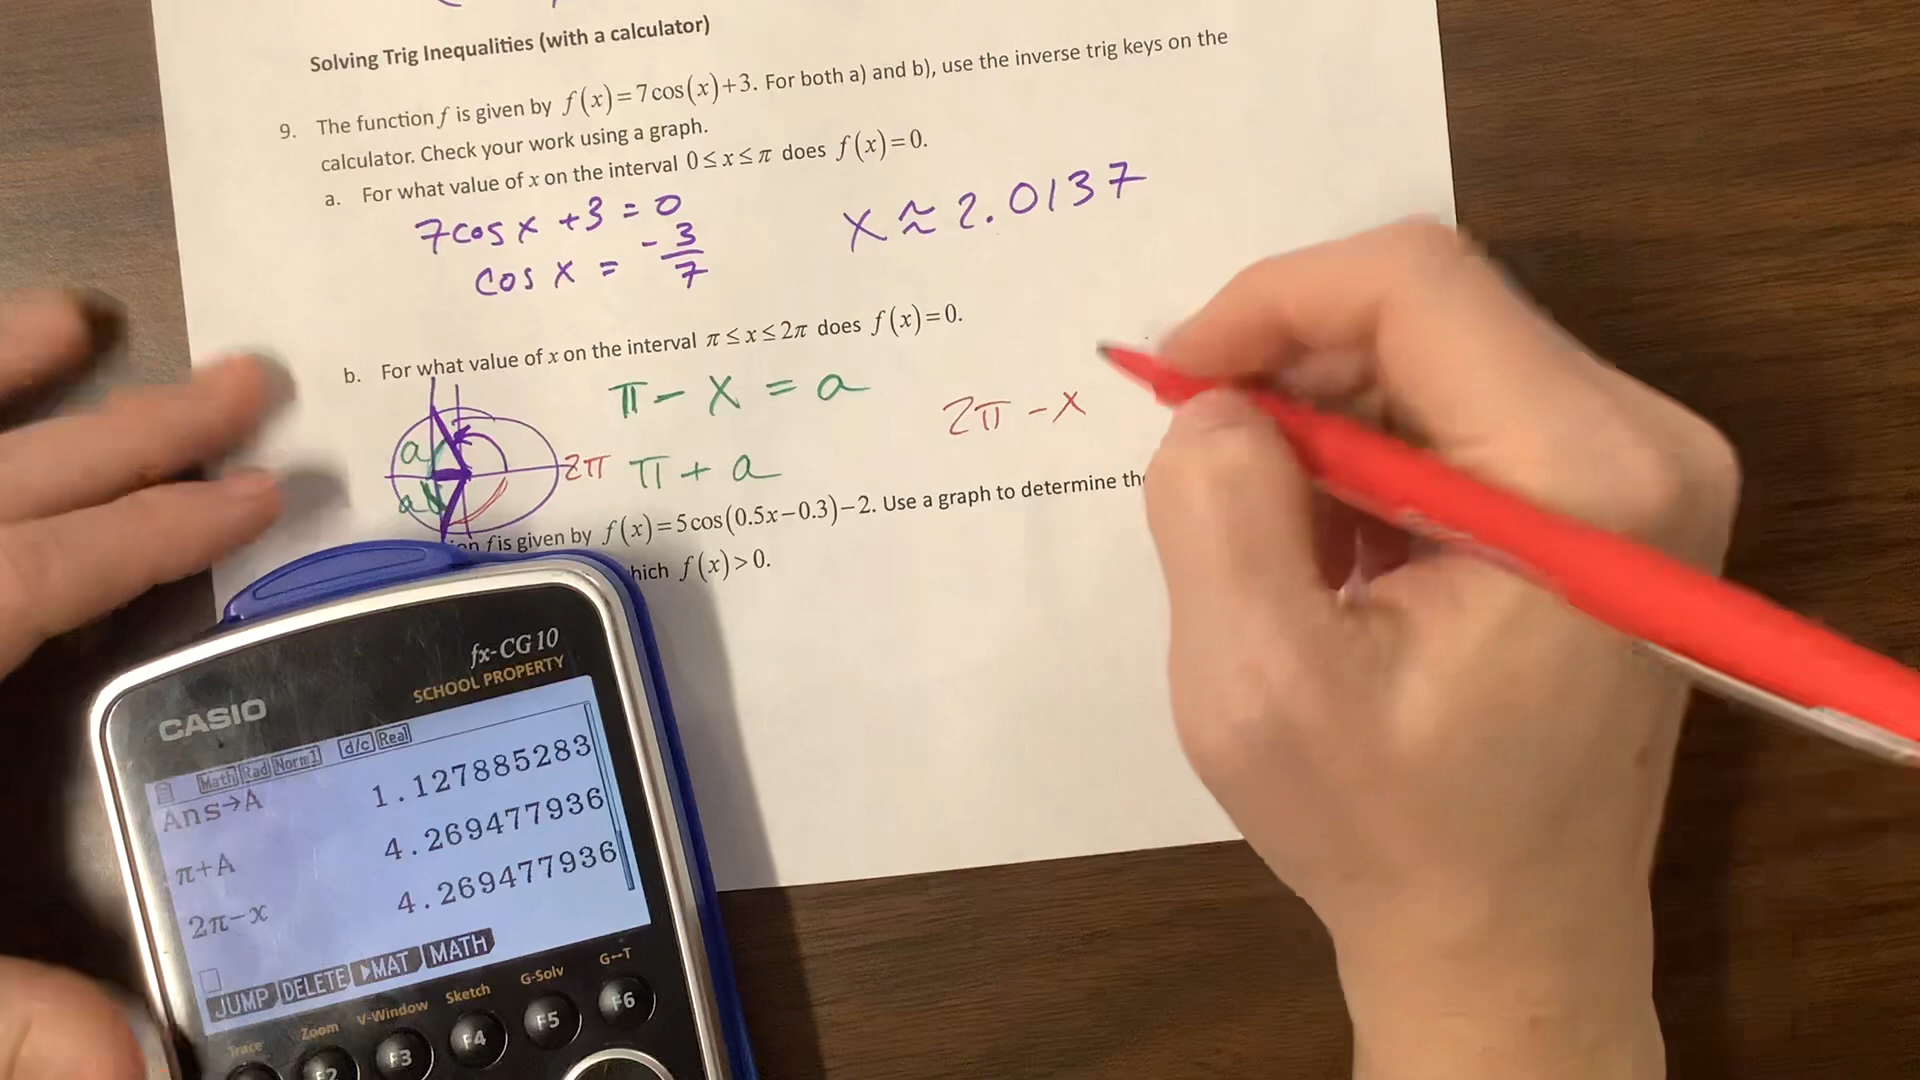 Solving Trig Inequalities (with a calculator)
9. The function f is given by f(x)=7cos(x)+3. For both a) and b), use the inverse trig keys on the
calculator. Check your work using a graph.
a. For what value of x on the interval 0≤x≤π does f(x)=0.
7cos x +3 = 0
cos x = -3/7
x ≈ 2.0137
b. For what value of x on the interval π≤x≤2π does f(x)=0.
π - x = a
2π - x
a
a
2π
π + a
ion f is given by f(x)=5cos(0.5x-0.3)-2. Use a graph to determine th
hich f(x)>0.
fx-CG10
SCHOOL PROPERTY
CASIO
Math Rad Norm1 d/c Real
Ans→A
1.127885283
π+A
4.269477936
2π-x
4.269477936
JUMP DELETE ▶MAT MATH
Trace Zoom V-Window Sketch G-Solv G↔T
F2 F3 F4 F5 F6